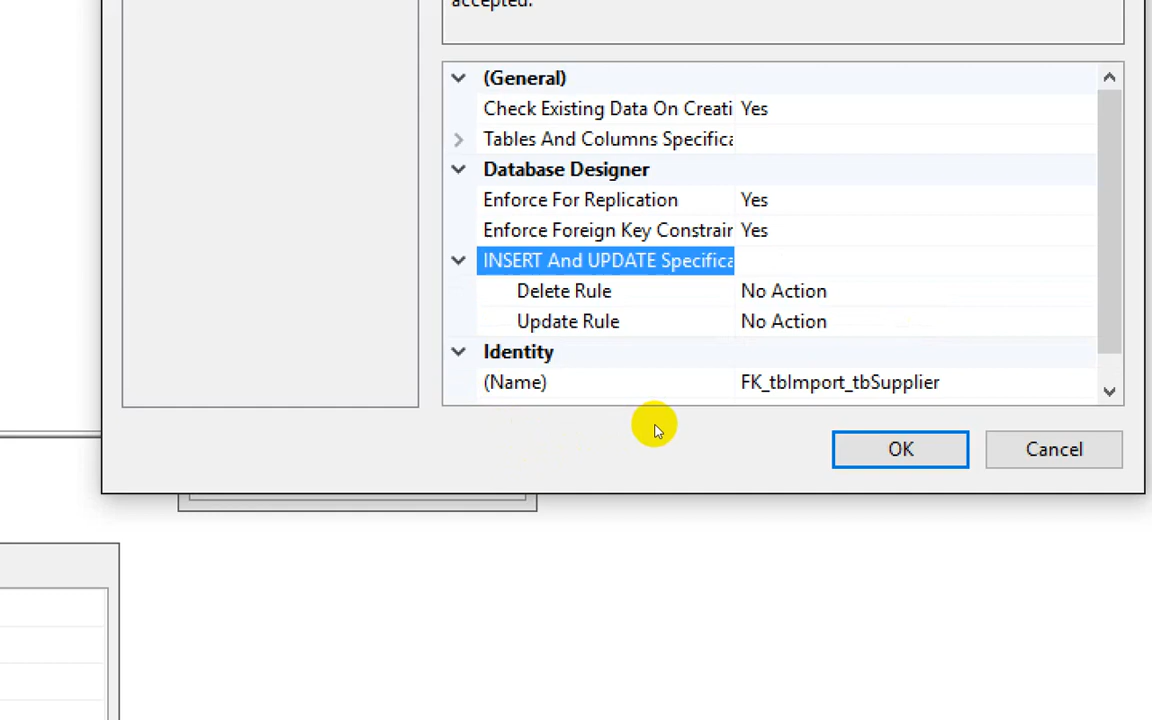 accepted.
(General)
Check Existing Data On Creati Yes
Tables And Columns Specifica
Database Designer
Enforce For Replication Yes
Enforce Foreign Key Constrain Yes
INSERT And UPDATE Specifica
Delete Rule No Action
Update Rule No Action
Identity
(Name) FK_tbImport_tbSupplier
OK Cancel